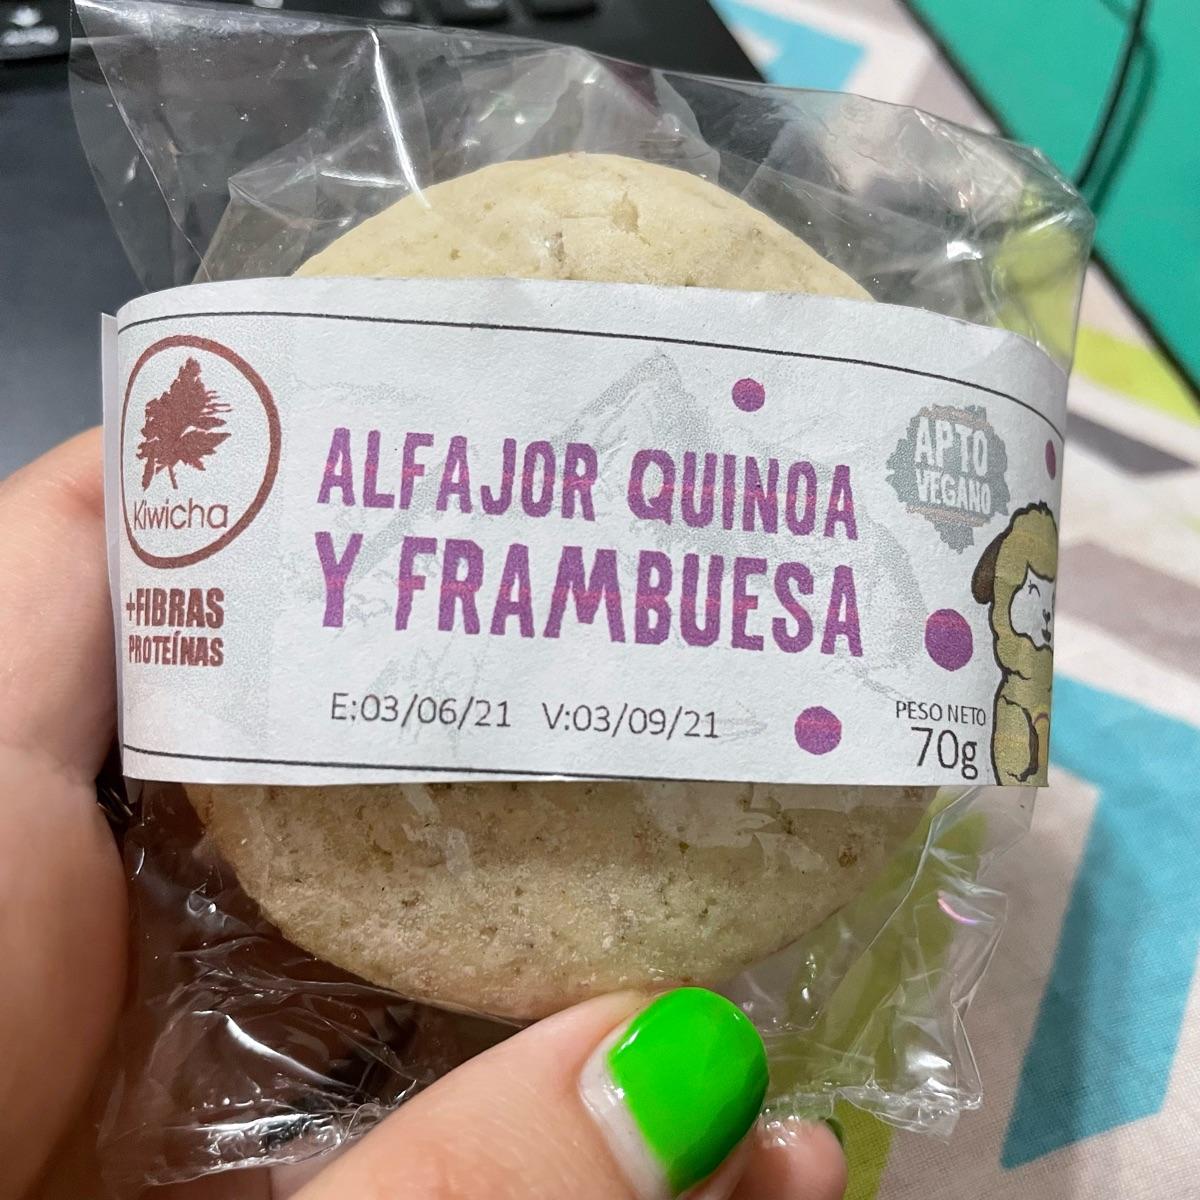 Kiwicha
+FIBRAS
PROTEÍNAS
ALFAJOR QUINOA
Y FRAMBUESA
E:03/06/21 V:03/09/21
APTO
VEGANO
PESO NETO
70g